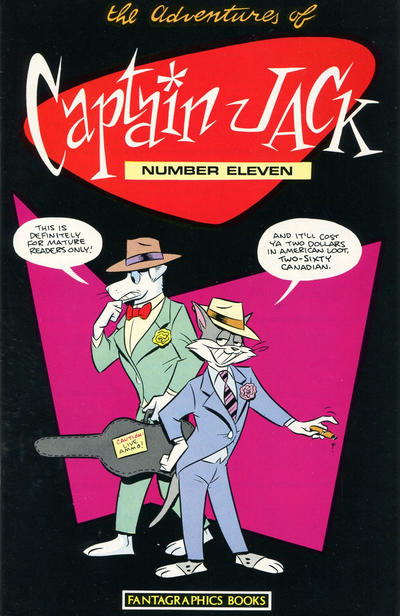 the Adventures of
Captain JACK
NUMBER ELEVEN
THIS IS
DEFINITELY
FOR MATURE
READERS ONLY!
AND IT'LL COST
YA TWO DOLLARS
IN AMERICAN LOOT,
TWO-SIXTY
CANADIAN.
CAUTION
LIVE
AMMO!
FANTAGRAPHICS BOOKS